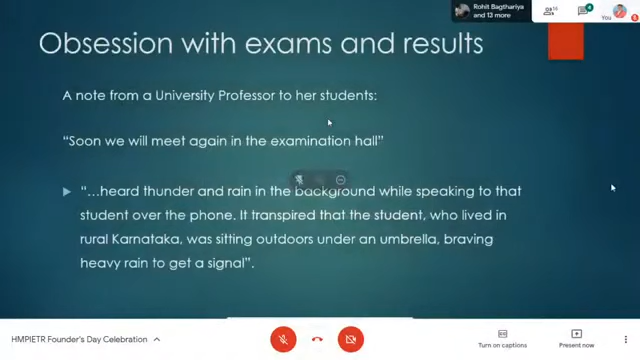 Rohit Bagthariya
and 13 more
16
4
Obsession with exams and results
A note from a University Professor to her students:
“Soon we will meet again in the examination hall”
“...heard thunder and rain in the background while speaking to that
student over the phone. It transpired that the student, who lived in
rural Karnataka, was sitting outdoors under an umbrella, braving
heavy rain to get a signal”.
HMPIETR Founder's Day Celebration
Turn on captions
Present now